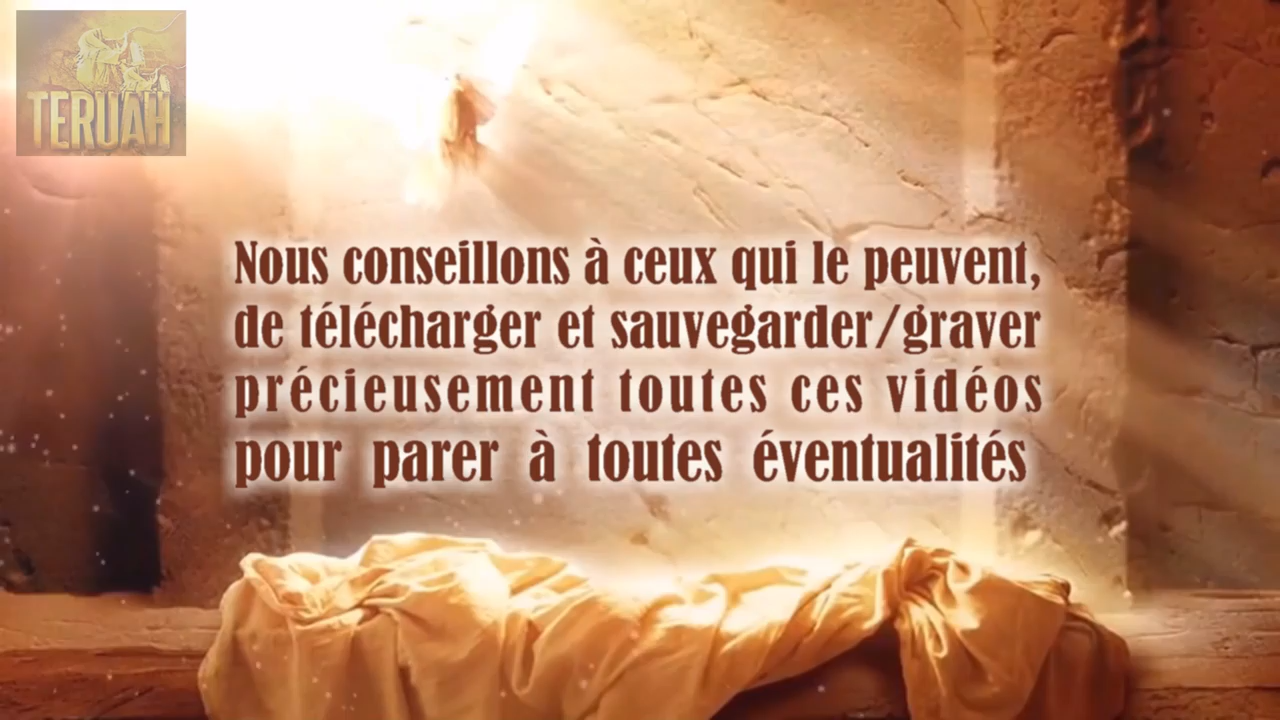 TERUAH
Nous conseillons à ceux qui le peuvent,
de télécharger et sauvegarder/graver
précieusement toutes ces vidéos
pour parer à toutes éventualités